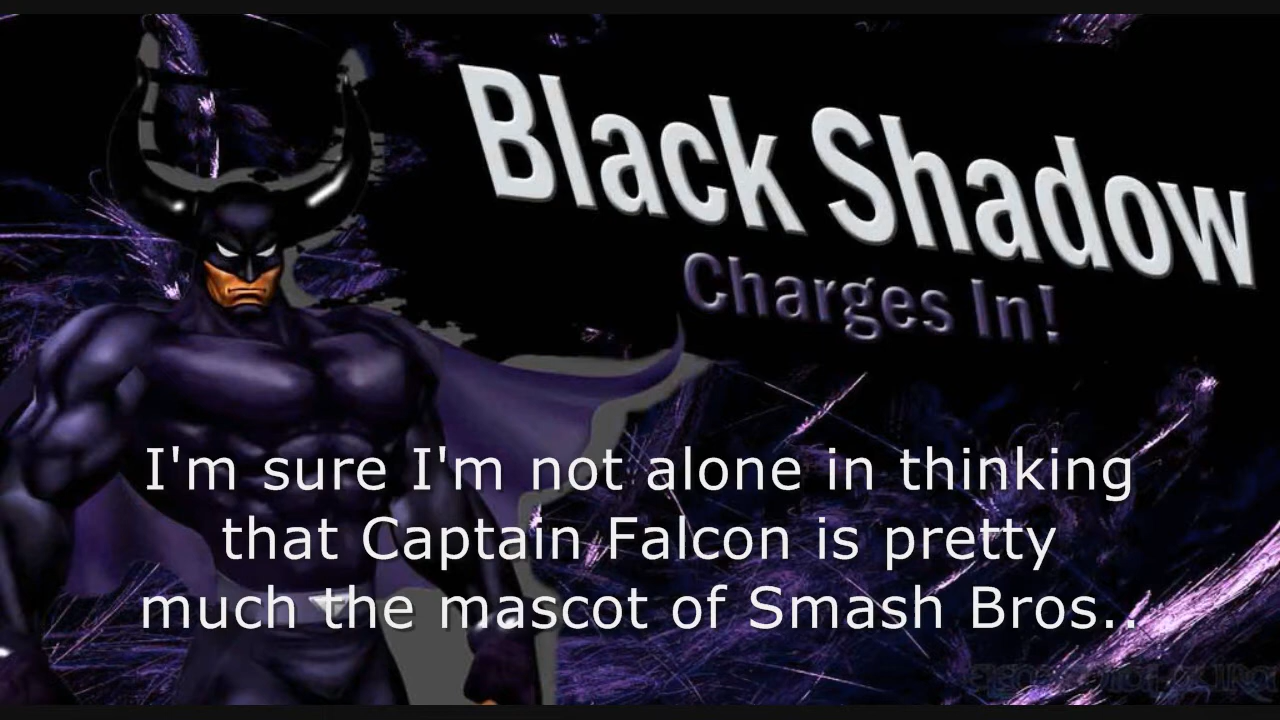 Black Shadow
Charges In!
I'm sure I'm not alone in thinking
that Captain Falcon is pretty
much the mascot of Smash Bros..